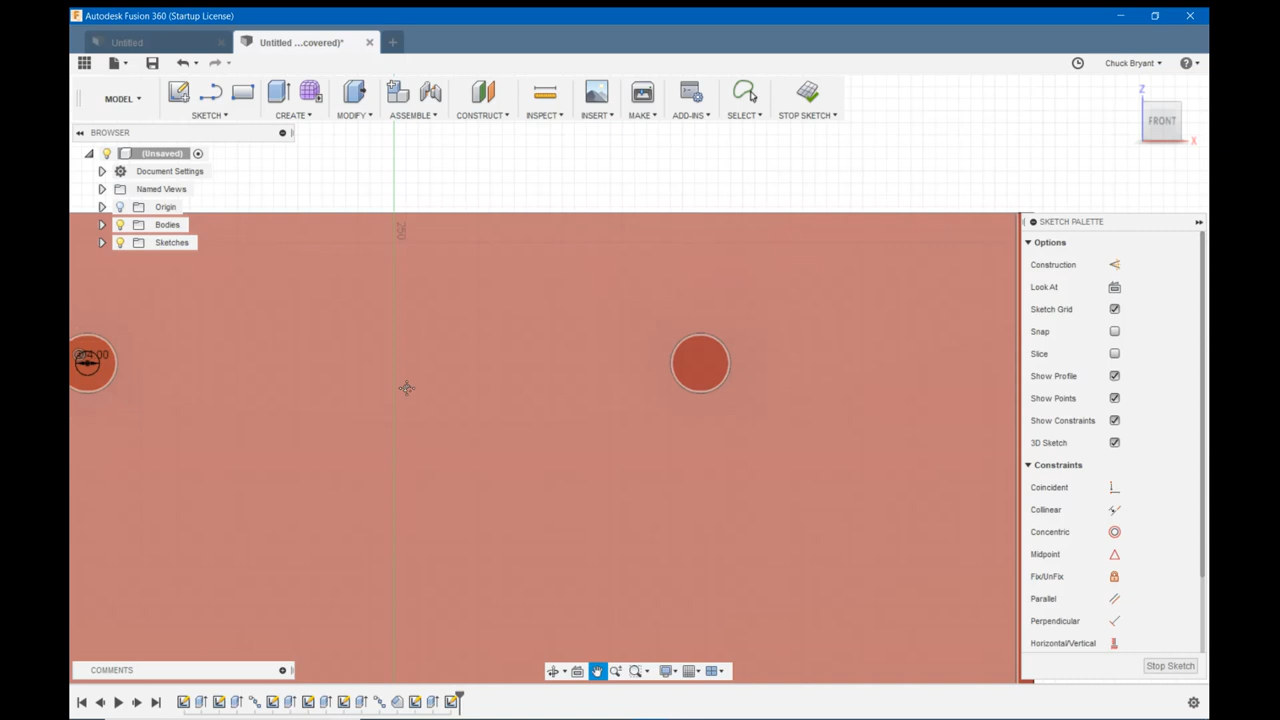 Autodesk Fusion 360 (Startup License)
Untitled
Untitled ...covered)*
Chuck Bryant
MODEL
SKETCH
CREATE
MODIFY
ASSEMBLE
CONSTRUCT
INSPECT
INSERT
MAKE
ADD-INS
SELECT
STOP SKETCH
BROWSER
(Unsaved)
Document Settings
Named Views
Origin
Bodies
Sketches
Z
FRONT
X
250
SKETCH PALETTE
Options
Construction
Look At
Sketch Grid
Snap
Slice
Show Profile
Show Points
Show Constraints
3D Sketch
Constraints
Coincident
Collinear
Concentric
Midpoint
Fix/UnFix
Parallel
Perpendicular
Horizontal/Vertical
Stop Sketch
COMMENTS